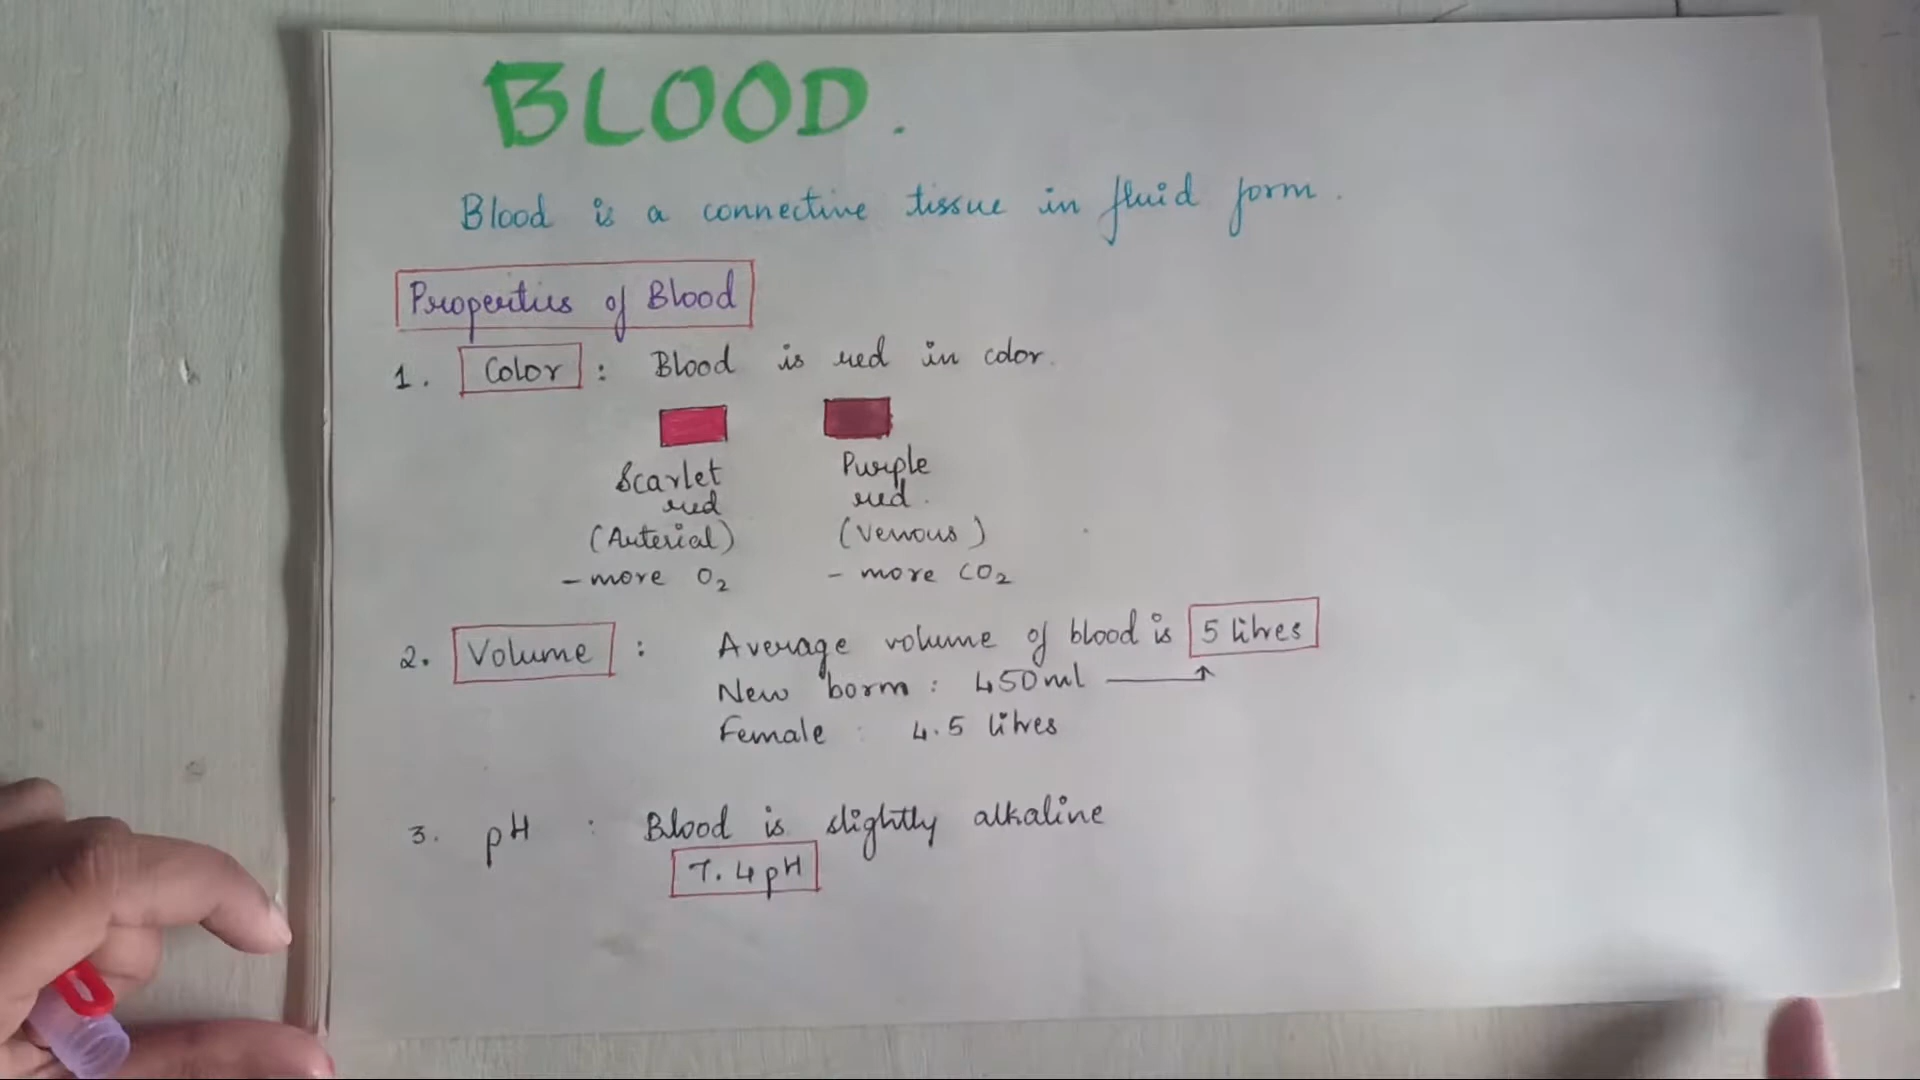 BLOOD.
Blood is a connective tissue in fluid form.
Properties of Blood
1. Color : Blood is red in color.
Scarlet red (Arterial) - more O₂
Purple red. (Venous) - more CO₂
2. Volume : Average volume of blood is 5 litres
New born : 450ml →
Female : 4.5 litres
3. pH : Blood is slightly alkaline
7.4 pH